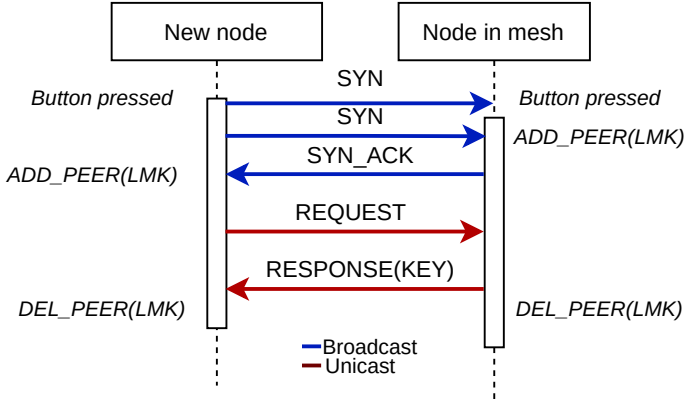 New node
Node in mesh
SYN
Button pressed
Button pressed
SYN
ADD_PEER(LMK)
SYN_ACK
ADD_PEER(LMK)
REQUEST
RESPONSE(KEY)
DEL_PEER(LMK)
DEL_PEER(LMK)
Broadcast
Unicast